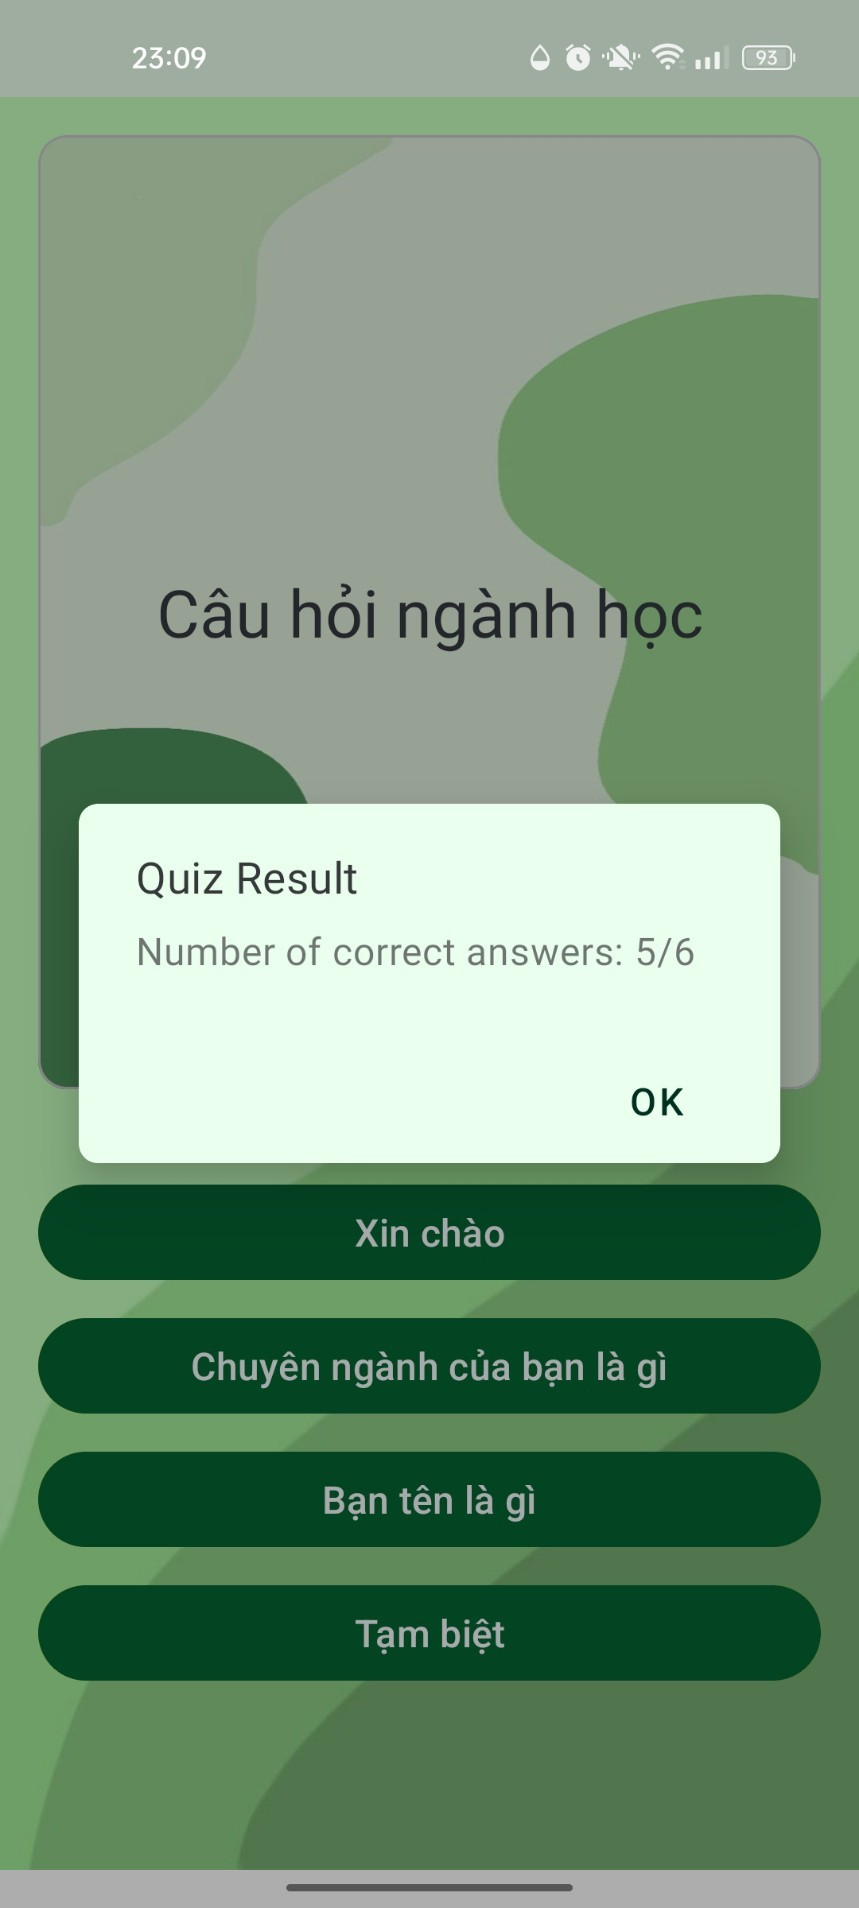 23:09
93
Câu hỏi ngành học
Quiz Result
Number of correct answers: 5/6
OK
Xin chào
Chuyên ngành của bạn là gì
Bạn tên là gì
Tạm biệt